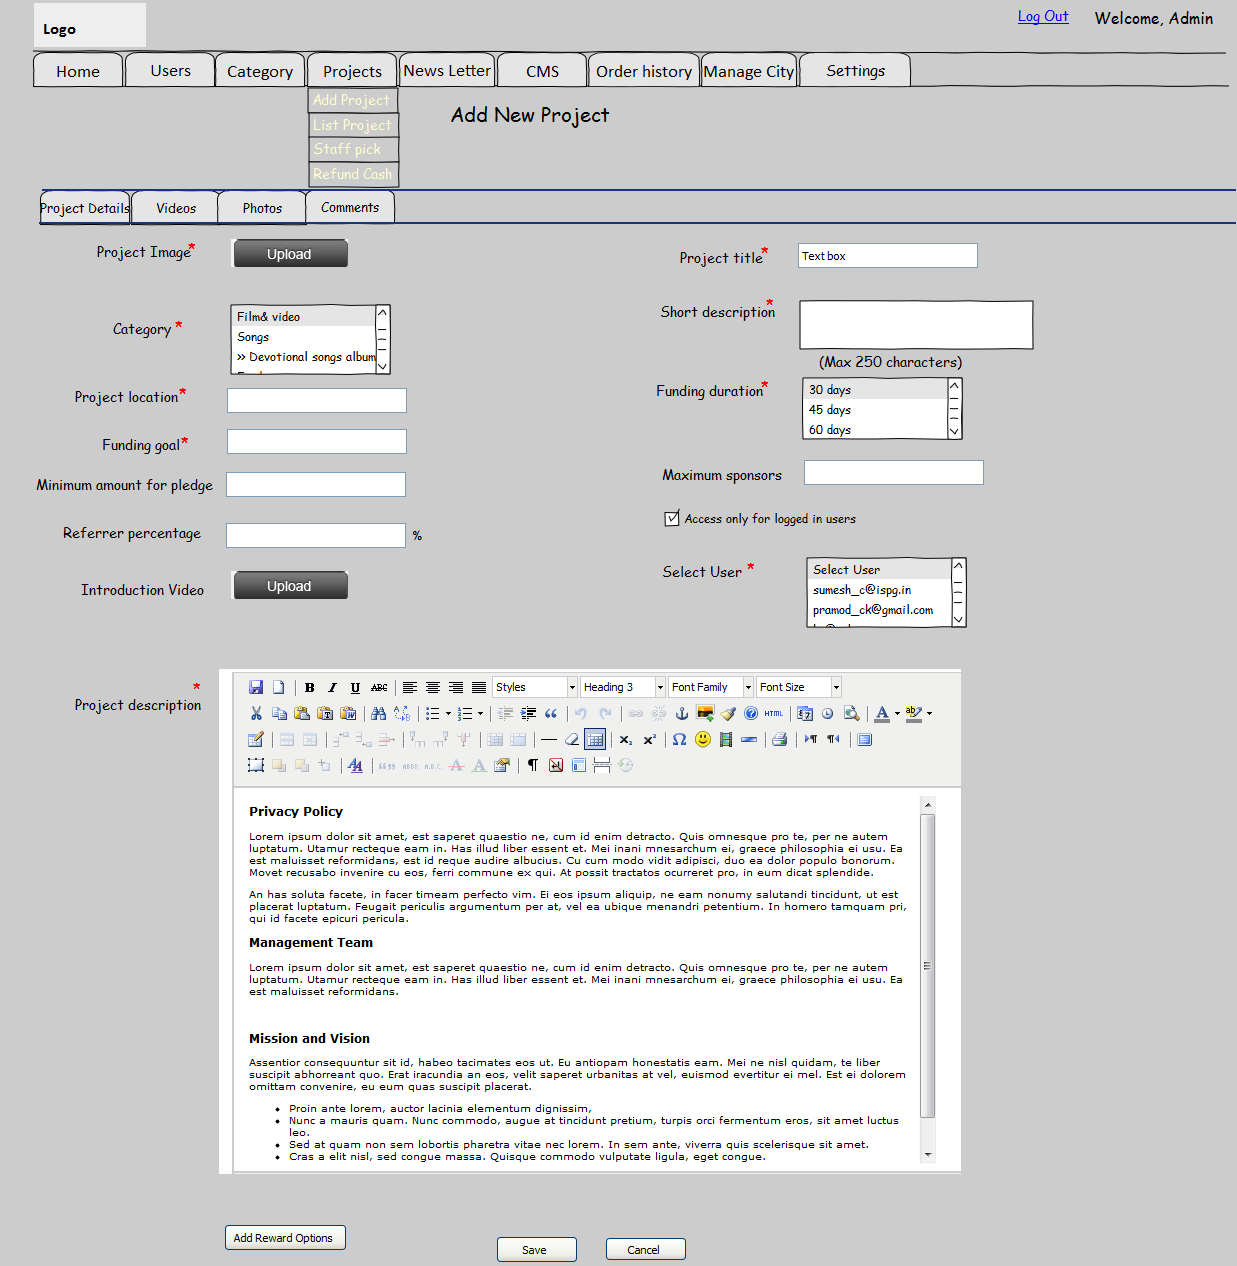 Logo
Log Out
Welcome, Admin
Home
Users
Category
Projects
News Letter
CMS
Order history
Manage City
Settings
Add Project
List Project
Staff pick
Refund Cash
Add New Project
Project Details
Videos
Photos
Comments
Project Image*
Upload
Project title*
Text box
Category *
Film& video
Songs
» Devotional songs album
Short description*
(Max 250 characters)
Project location*
Funding duration*
30 days
45 days
60 days
Funding goal*
Minimum amount for pledge
Maximum sponsors
Referrer percentage
%
Access only for logged in users
Introduction Video
Upload
Select User *
Select User
sumesh_c@ispg.in
pramod_ck@gmail.com
Project description*
B I U ABC
Styles
Heading 3
Font Family
Font Size
HTML
Privacy Policy
Lorem ipsum dolor sit amet, est saperet quaestio ne, cum id enim detracto. Quis omnesque pro te, per ne autem
luptatum. Utamur recteque eam in. Has illud liber essent et. Mei inani mnesarchum ei, graece philosophia ei usu. Ea
est maluisset reformidans, est id reque audire albucius. Cu cum modo vidit adipisci, duo ea dolor populo bonorum.
Movet recusabo invenire cu eos, ferri commune ex qui. At possit tractatos ocurreret pro, in eum dicat splendide.
An has soluta facete, in facer timeam perfecto vim. Ei eos ipsum aliquip, ne eam nonumy salutandi tincidunt, ut est
placerat luptatum. Feugait periculis argumentum per at, vel ea ubique menandri petentium. In homero tamquam pri,
qui id facete epicuri pericula.
Management Team
Lorem ipsum dolor sit amet, est saperet quaestio ne, cum id enim detracto. Quis omnesque pro te, per ne autem
luptatum. Utamur recteque eam in. Has illud liber essent et. Mei inani mnesarchum ei, graece philosophia ei usu. Ea
est maluisset reformidans.
Mission and Vision
Assentior consequuntur sit id, habeo tacimates eos ut. Eu antiopam honestatis eam. Mei ne nisl quidam, te liber
suscipit abhorreant quo. Erat iracundia an eos, velit saperet urbanitas at vel, euismod evertitur ei mel. Est ei dolorem
omittam convenire, eu eum quas suscipit placerat.
• Proin ante lorem, auctor lacinia elementum dignissim,
• Nunc a mauris quam. Nunc commodo, augue at tincidunt pretium, turpis orci fermentum eros, sit amet luctus
leo.
• Sed at quam non sem lobortis pharetra vitae nec lorem. In sem ante, viverra quis scelerisque sit amet.
• Cras a elit nisl, sed congue massa. Quisque commodo vulputate ligula, eget congue.
Add Reward Options
Save
Cancel